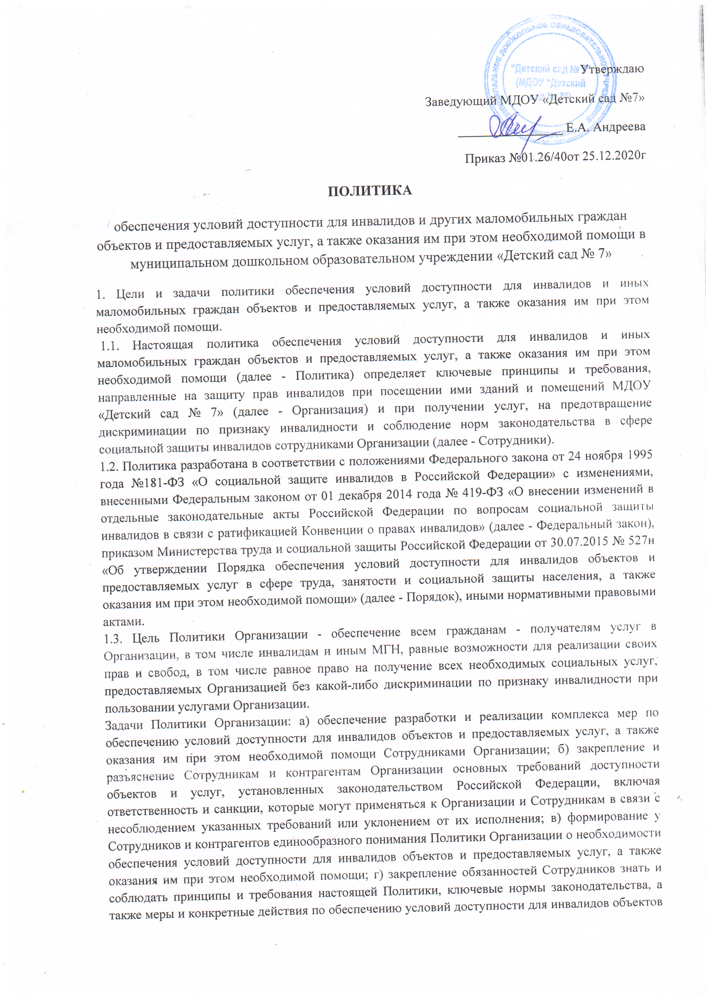 МУНИЦИПАЛЬНОЕ ДОШКОЛЬНОЕ ОБРАЗОВАТЕЛЬНОЕ УЧРЕЖДЕНИЕ
"Детский сад №
(МДОУ "Детский
сад № 7")
Утверждаю
Заведующий МДОУ «Детский сад №7»
Е.А. Андреева
Приказ №01.26/40от 25.12.2020г
ПОЛИТИКА
обеспечения условий доступности для инвалидов и других маломобильных граждан
объектов и предоставляемых услуг, а также оказания им при этом необходимой помощи в
муниципальном дошкольном образовательном учреждении «Детский сад № 7»
1. Цели и задачи политики обеспечения условий доступности для инвалидов и иных
маломобильных граждан объектов и предоставляемых услуг, а также оказания им при этом
необходимой помощи.
1.1. Настоящая политика обеспечения условий доступности для инвалидов и иных
маломобильных граждан объектов и предоставляемых услуг, а также оказания им при этом
необходимой помощи (далее - Политика) определяет ключевые принципы и требования,
направленные на защиту прав инвалидов при посещении ими зданий и помещений МДОУ
«Детский сад № 7» (далее - Организация) и при получении услуг, на предотвращение
дискриминации по признаку инвалидности и соблюдение норм законодательства в сфере
социальной защиты инвалидов сотрудниками Организации (далее - Сотрудники).
1.2. Политика разработана в соответствии с положениями Федерального закона от 24 ноября 1995
года №181-ФЗ «О социальной защите инвалидов в Российской Федерации» с изменениями,
внесенными Федеральным законом от 01 декабря 2014 года № 419-ФЗ «О внесении изменений в
отдельные законодательные акты Российской Федерации по вопросам социальной защиты
инвалидов в связи с ратификацией Конвенции о правах инвалидов» (далее - Федеральный закон),
приказом Министерства труда и социальной защиты Российской Федерации от 30.07.2015 № 527н
«Об утверждении Порядка обеспечения условий доступности для инвалидов объектов и
предоставляемых услуг в сфере труда, занятости и социальной защиты населения, а также
оказания им при этом необходимой помощи» (далее - Порядок), иными нормативными правовыми
актами.
1.3. Цель Политики Организации - обеспечение всем гражданам - получателям услуг в
Организации, в том числе инвалидам и иным МГН, равные возможности для реализации своих
прав и свобод, в том числе равное право на получение всех необходимых социальных услуг,
предоставляемых Организацией без какой-либо дискриминации по признаку инвалидности при
пользовании услугами Организации.
Задачи Политики Организации: а) обеспечение разработки и реализации комплекса мер по
обеспечению условий доступности для инвалидов объектов и предоставляемых услуг, а также
оказания им при этом необходимой помощи Сотрудниками Организации; б) закрепление и
разъяснение Сотрудникам и контрагентам Организации основных требований доступности
объектов и услуг, установленных законодательством Российской Федерации, включая
ответственность и санкции, которые могут применяться к Организации и Сотрудникам в связи с
несоблюдением указанных требований или уклонением от их исполнения; в) формирование у
Сотрудников и контрагентов единообразного понимания Политики Организации о необходимости
обеспечения условий доступности для инвалидов объектов и предоставляемых услуг, а также
оказания им при этом необходимой помощи; г) закрепление обязанностей Сотрудников знать и
соблюдать принципы и требования настоящей Политики, ключевые нормы законодательства, а
также меры и конкретные действия по обеспечению условий доступности для инвалидов объектов